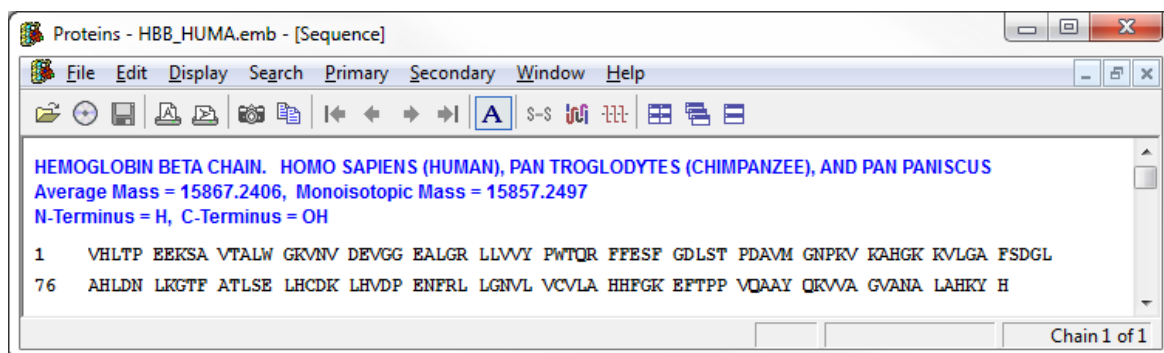 Proteins - HBB_HUMA.emb - [Sequence]
File Edit Display Search Primary Secondary Window Help
A S-S
HEMOGLOBIN BETA CHAIN. HOMO SAPIENS (HUMAN), PAN TROGLODYTES (CHIMPANZEE), AND PAN PANISCUS
Average Mass = 15867.2406, Monoisotopic Mass = 15857.2497
N-Terminus = H, C-Terminus = OH
1 VHLTP EEKSA VTALW GKVNV DEVGG EALGR LLVVY PWTQR FFESF GDLST PDAVM GNPKV KAHGK KVLGA FSDGL
76 AHLDN LKGTF ATLSE LHCDK LHVDP ENFRL LGNVL VCVLA HHFGK EFTPP VQAAY QKVVA GVANA LAHKY H
Chain 1 of 1